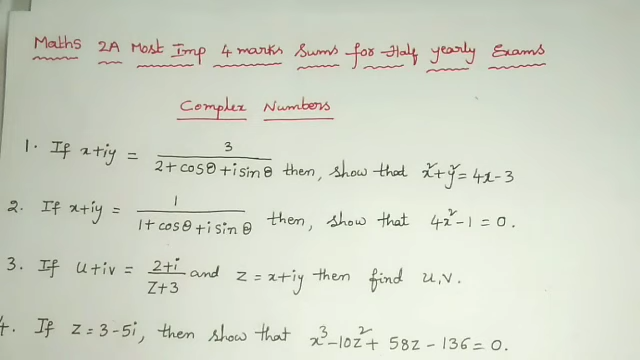 Maths 2A Most Imp 4 marks Sums for Half yearly Exams
Complex Numbers
1. If x+iy = 3/(2+cosθ+i sinθ) then, show that x²+y²=4x-3
2. If x+iy = 1/(1+cosθ+i sinθ) then, show that 4x²-1=0.
3. If u+iv = (2+i)/(z+3) and z=x+iy then find u,v.
4. If z=3-5i, then show that x³-10z²+58z-136=0.